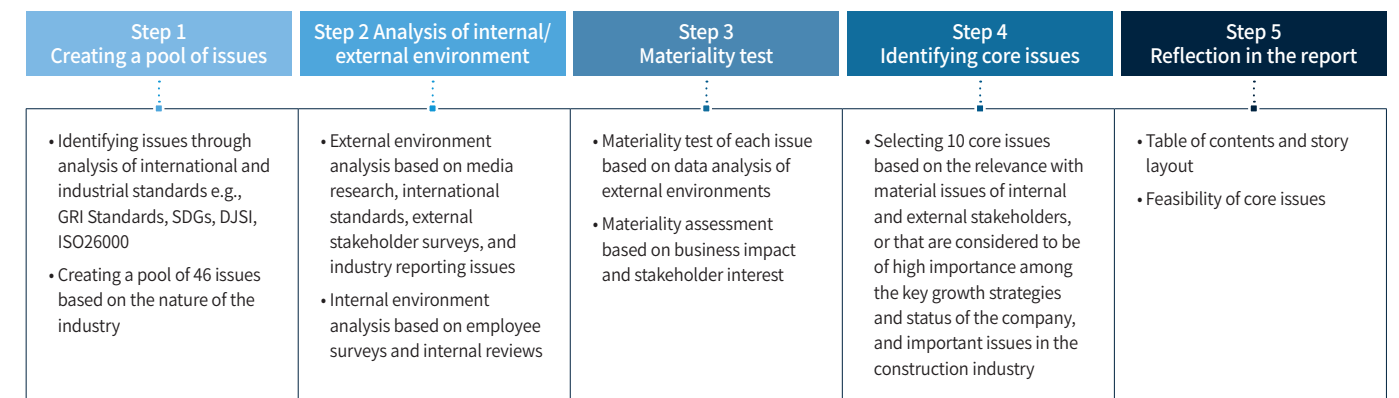 Step 1
Creating a pool of issues
• Identifying issues through
analysis of international and
industrial standards e.g.,
GRI Standards, SDGs, DJSI,
ISO26000
• Creating a pool of 46 issues
based on the nature of the
industry
Step 2 Analysis of internal/
external environment
• External environment
analysis based on media
research, international
standards, external
stakeholder surveys, and
industry reporting issues
• Internal environment
analysis based on employee
surveys and internal reviews
Step 3
Materiality test
• Materiality test of each issue
based on data analysis of
external environments
• Materiality assessment
based on business impact
and stakeholder interest
Step 4
Identifying core issues
• Selecting 10 core issues
based on the relevance with
material issues of internal
and external stakeholders,
or that are considered to be
of high importance among
the key growth strategies
and status of the company,
and important issues in the
construction industry
Step 5
Reflection in the report
• Table of contents and story
layout
• Feasibility of core issues